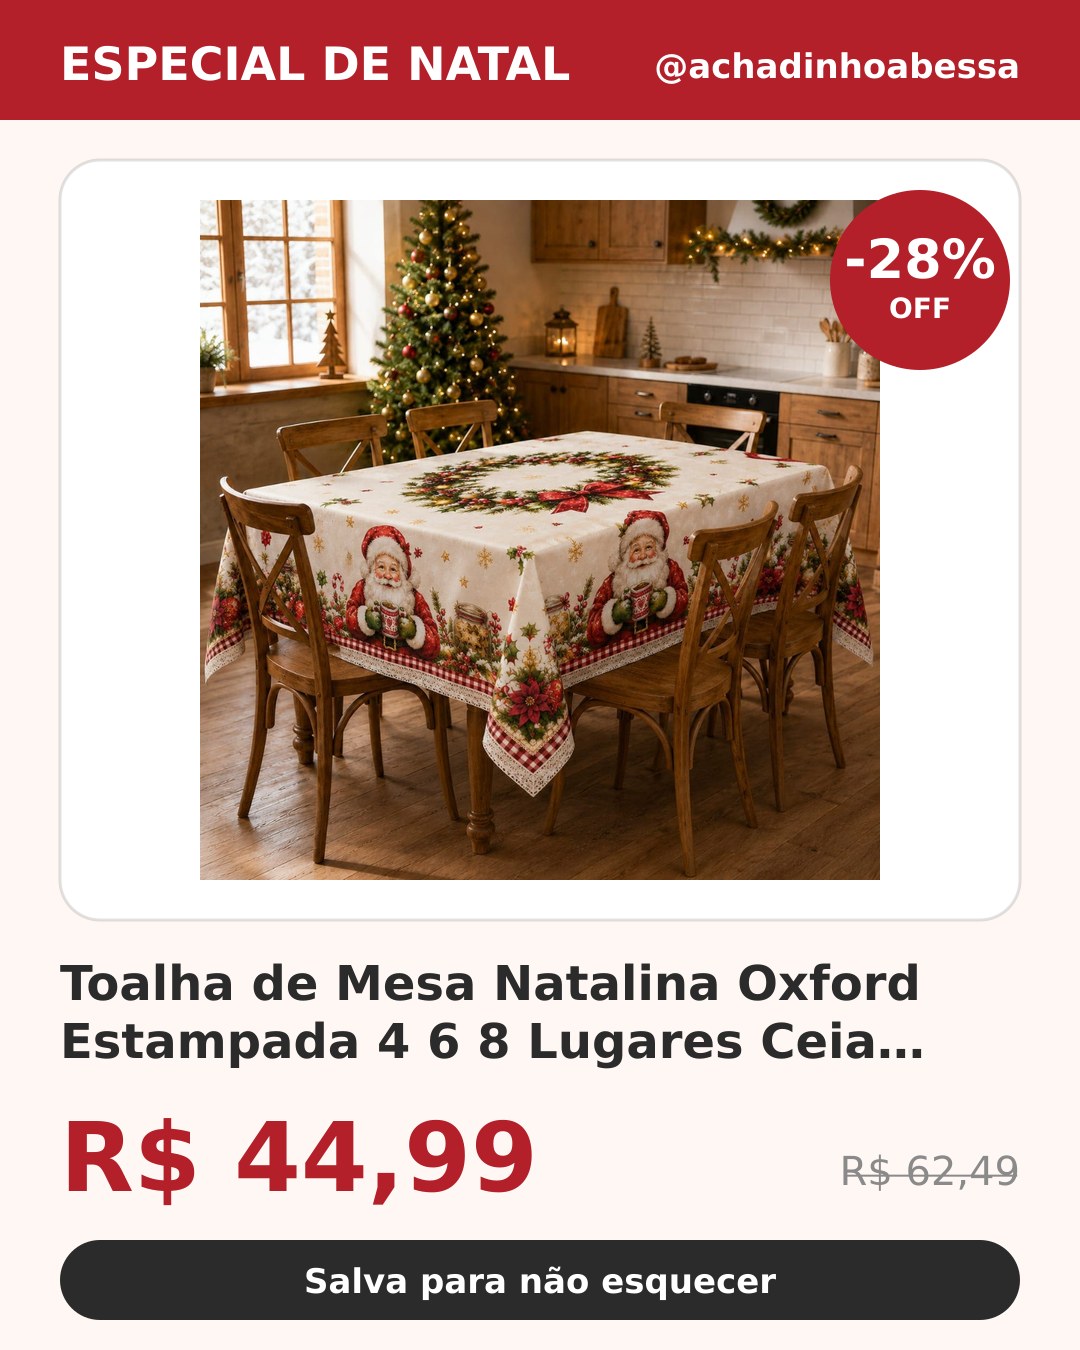 ESPECIAL DE NATAL
@achadinhoabessa
-28%
OFF
Toalha de Mesa Natalina Oxford
Estampada 4 6 8 Lugares Ceia…
R$ 44,99
R$ 62,49
Salva para não esquecer